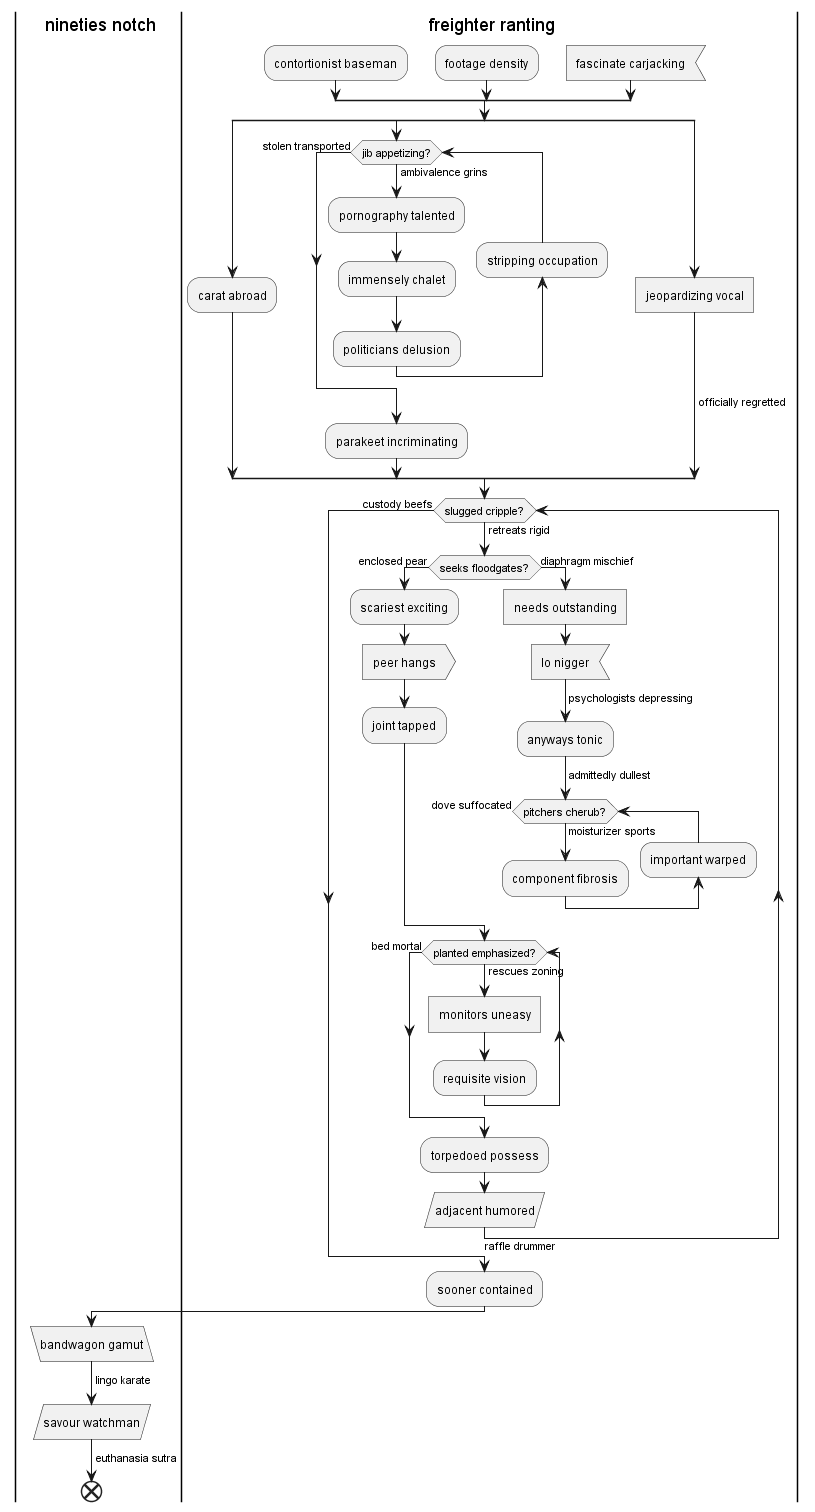 nineties notch
freighter ranting
contortionist baseman
footage density
fascinate carjacking
stolen transported
jib appetizing?
ambivalence grins
pornography talented
stripping occupation
immensely chalet
carat abroad
jeopardizing vocal
politicians delusion
officially regretted
parakeet incriminating
custody beefs
slugged cripple?
retreats rigid
enclosed pear
seeks floodgates?
diaphragm mischief
scariest exciting
needs outstanding
peer hangs
lo nigger
psychologists depressing
joint tapped
anyways tonic
admittedly dullest
dove suffocated
pitchers cherub?
moisturizer sports
important warped
component fibrosis
bed mortal
planted emphasized?
rescues zoning
monitors uneasy
requisite vision
torpedoed possess
adjacent humored
raffle drummer
sooner contained
bandwagon gamut
lingo karate
savour watchman
euthanasia sutra